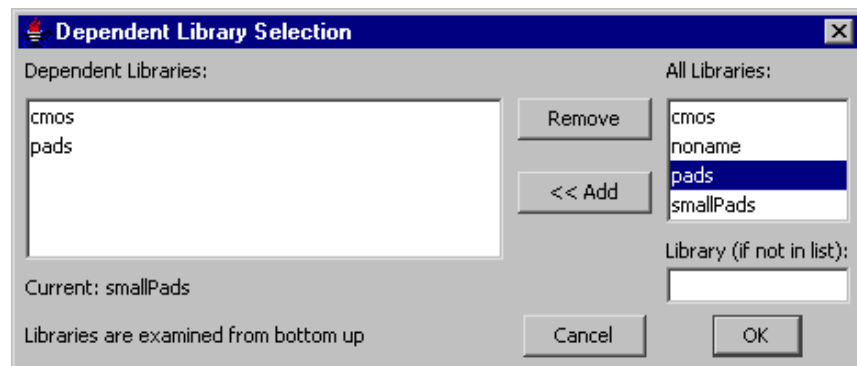 Dependent Library Selection
Dependent Libraries:
All Libraries:
cmos
pads
Remove
<< Add
cmos
noname
pads
smallPads
Library (if not in list):
Current: smallPads
Libraries are examined from bottom up
Cancel
OK